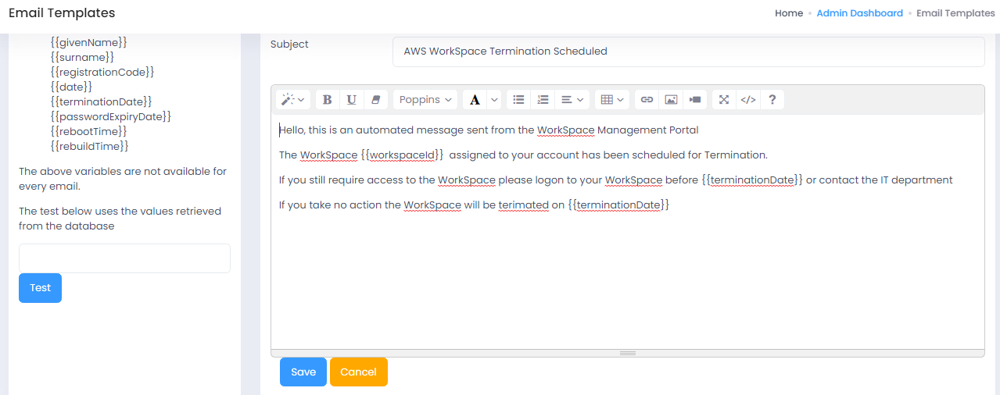 Email Templates
Home • Admin Dashboard • Email Templates
{{givenName}}
{{surname}}
{{registrationCode}}
{{date}}
{{terminationDate}}
{{passwordExpiryDate}}
{{rebootTime}}
{{rebuildTime}}
The above variables are not available for
every email.
The test below uses the values retrieved
from the database
Test
Subject
AWS WorkSpace Termination Scheduled
B U Poppins A </> ?
Hello, this is an automated message sent from the WorkSpace Management Portal
The WorkSpace {{workspaceId}}  assigned to your account has been scheduled for Termination.
If you still require access to the WorkSpace please logon to your WorkSpace before {{terminationDate}} or contact the IT department
If you take no action the WorkSpace will be terimated on {{terminationDate}}
Save Cancel